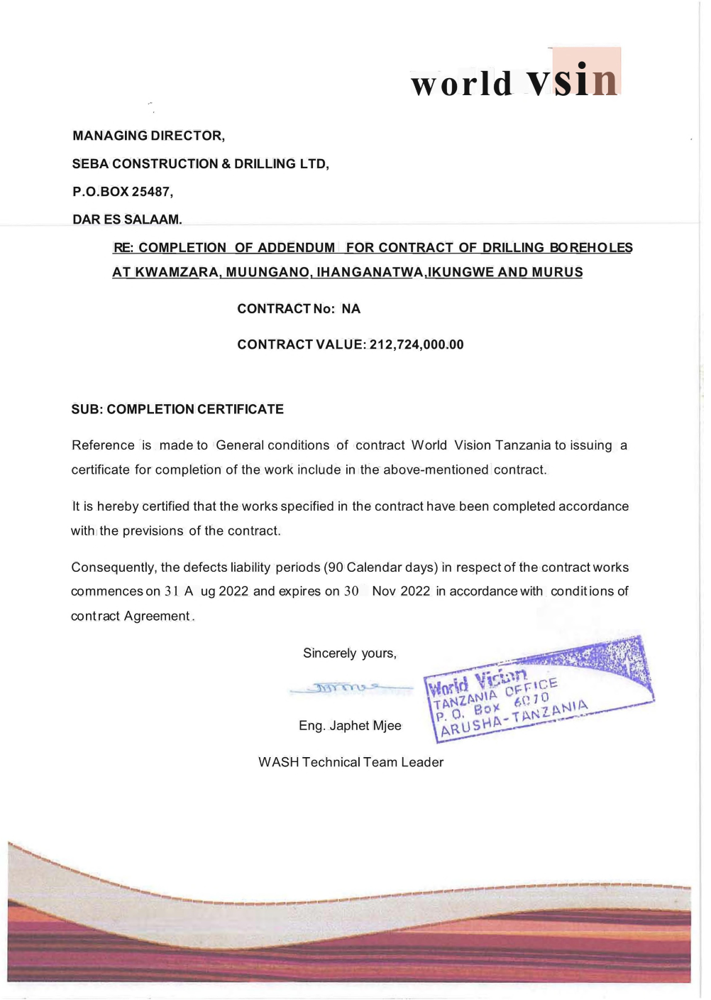 world vsin
MANAGING DIRECTOR,
SEBA CONSTRUCTION & DRILLING LTD,
P.O.BOX 25487,
DAR ES SALAAM.
RE: COMPLETION OF ADDENDUM FOR CONTRACT OF DRILLING BOREHOLES
AT KWAMZARA, MUUNGANO, IHANGANATWA,IKUNGWE AND MURUS
CONTRACT No: NA
CONTRACT VALUE: 212,724,000.00
SUB: COMPLETION CERTIFICATE
Reference is made to General conditions of contract World Vision Tanzania to issuing a
certificate for completion of the work include in the above-mentioned contract.
It is hereby certified that the works specified in the contract have been completed accordance
with the previsions of the contract.
Consequently, the defects liability periods (90 Calendar days) in respect of the contract works
commences on 31 A ug 2022 and expires on 30 Nov 2022 in accordance with conditions of
contract Agreement.
Sincerely yours,
Eng. Japhet Mjee
WASH Technical Team Leader
World Vision
TANZANIA OFFICE
P. O. Box 6070
ARUSHA-TANZANIA